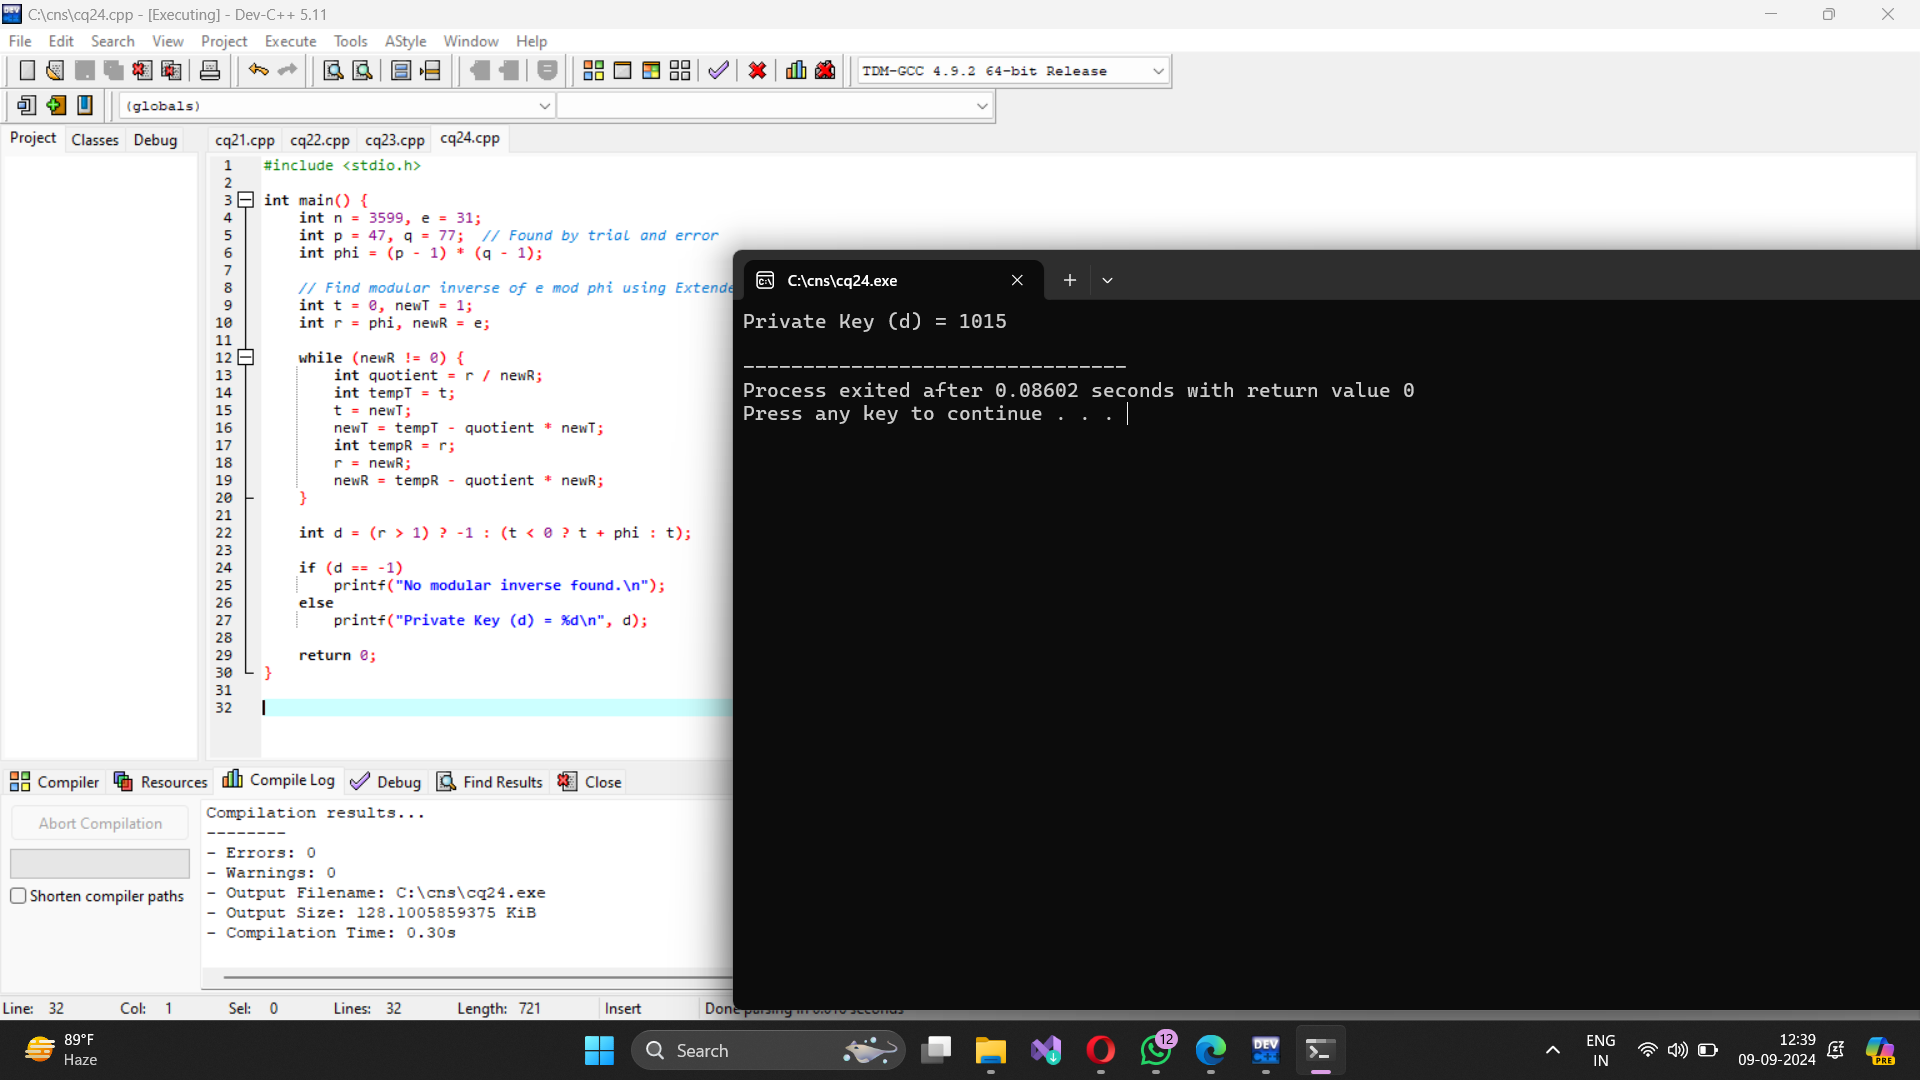 C:\cns\cq24.cpp - [Executing] - Dev-C++ 5.11
File Edit Search View Project Execute Tools AStyle Window Help
TDM-GCC 4.9.2 64-bit Release
(globals)
Project Classes Debug
cq21.cpp cq22.cpp cq23.cpp cq24.cpp
1 #include <stdio.h>
2
3 int main() {
4 int n = 3599, e = 31;
5 int p = 47, q = 77; // Found by trial and error
6 int phi = (p - 1) * (q - 1);
7
8 // Find modular inverse of e mod phi using Extende
9 int t = 0, newT = 1;
10 int r = phi, newR = e;
11
12 while (newR != 0) {
13 int quotient = r / newR;
14 int tempT = t;
15 t = newT;
16 newT = tempT - quotient * newT;
17 int tempR = r;
18 r = newR;
19 newR = tempR - quotient * newR;
20 }
21
22 int d = (r > 1) ? -1 : (t < 0 ? t + phi : t);
23
24 if (d == -1)
25 printf("No modular inverse found.\n");
26 else
27 printf("Private Key (d) = %d\n", d);
28
29 return 0;
30 }
31
32
C:\cns\cq24.exe
Private Key (d) = 1015
--------------------------------
Process exited after 0.08602 seconds with return value 0
Press any key to continue . . .
Compiler Resources Compile Log Debug Find Results Close
Abort Compilation
Shorten compiler paths
Compilation results...
--------
- Errors: 0
- Warnings: 0
- Output Filename: C:\cns\cq24.exe
- Output Size: 128.1005859375 KiB
- Compilation Time: 0.30s
Line: 32 Col: 1 Sel: 0 Lines: 32 Length: 721 Insert Done parsing in 0.016 seconds
89°F
Haze
Search
12
DEV
C++
ENG
IN
12:39
09-09-2024
PRE